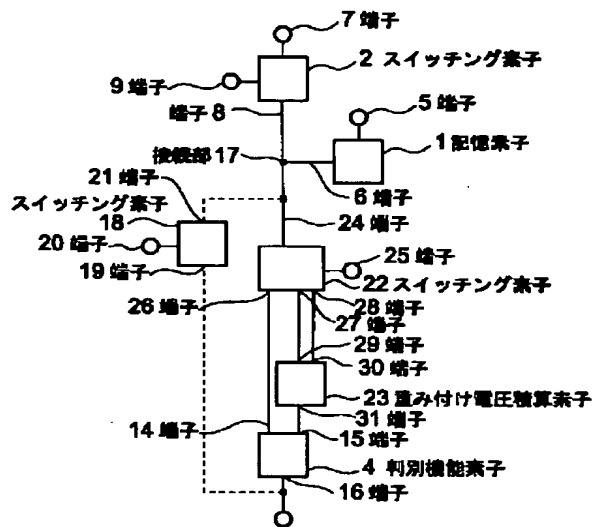 7 端子
2 スイッチング素子
9 端子
端子 8
5 端子
接続部 17
1 記憶素子
6 端子
21 端子
スイッチング素子
18
24 端子
20 端子
25 端子
19 端子
22 スイッチング素子
26 端子
28 端子
27 端子
29 端子
30 端子
23 重み付け電圧積算素子
31 端子
14 端子
15 端子
4 判別機能素子
16 端子